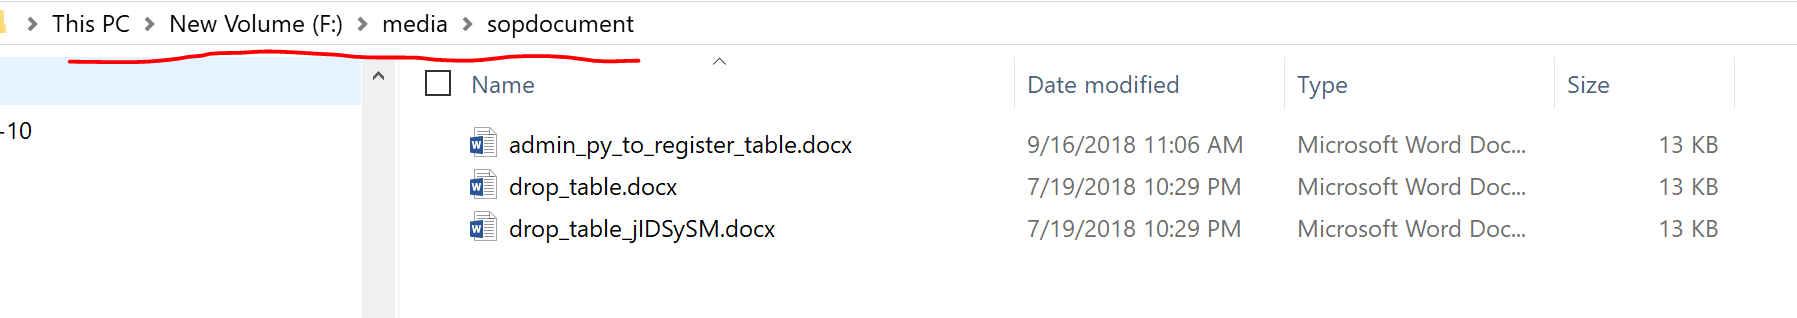 This PC > New Volume (F:) > media > sopdocument
Name Date modified Type Size
-10
admin_py_to_register_table.docx 9/16/2018 11:06 AM Microsoft Word Doc... 13 KB
drop_table.docx 7/19/2018 10:29 PM Microsoft Word Doc... 13 KB
drop_table_jIDSySM.docx 7/19/2018 10:29 PM Microsoft Word Doc... 13 KB